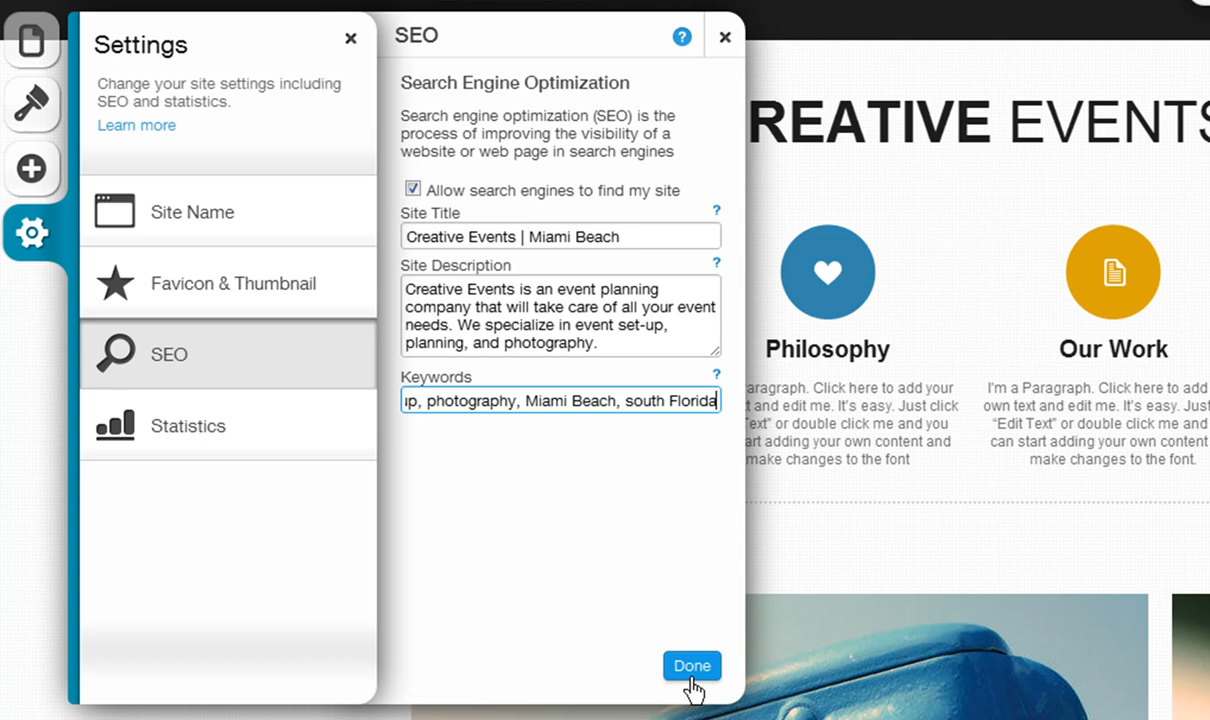 Settings
Change your site settings including
SEO and statistics.
Learn more
Site Name
Favicon & Thumbnail
SEO
Statistics
SEO
?
Search Engine Optimization
Search engine optimization (SEO) is the
process of improving the visibility of a
website or web page in search engines
Allow search engines to find my site
Site Title ?
Creative Events | Miami Beach
Site Description ?
Creative Events is an event planning
company that will take care of all your event
needs. We specialize in event set-up,
planning, and photography.
Keywords ?
up, photography, Miami Beach, south Florida
Done
REATIVE EVENTS
Philosophy
aragraph. Click here to add your
t and edit me. It's easy. Just click
Text" or double click me and you
art adding your own content and
make changes to the font
Our Work
I'm a Paragraph. Click here to add
own text and edit me. It's easy. Just
"Edit Text" or double click me and
can start adding your own content
make changes to the font.